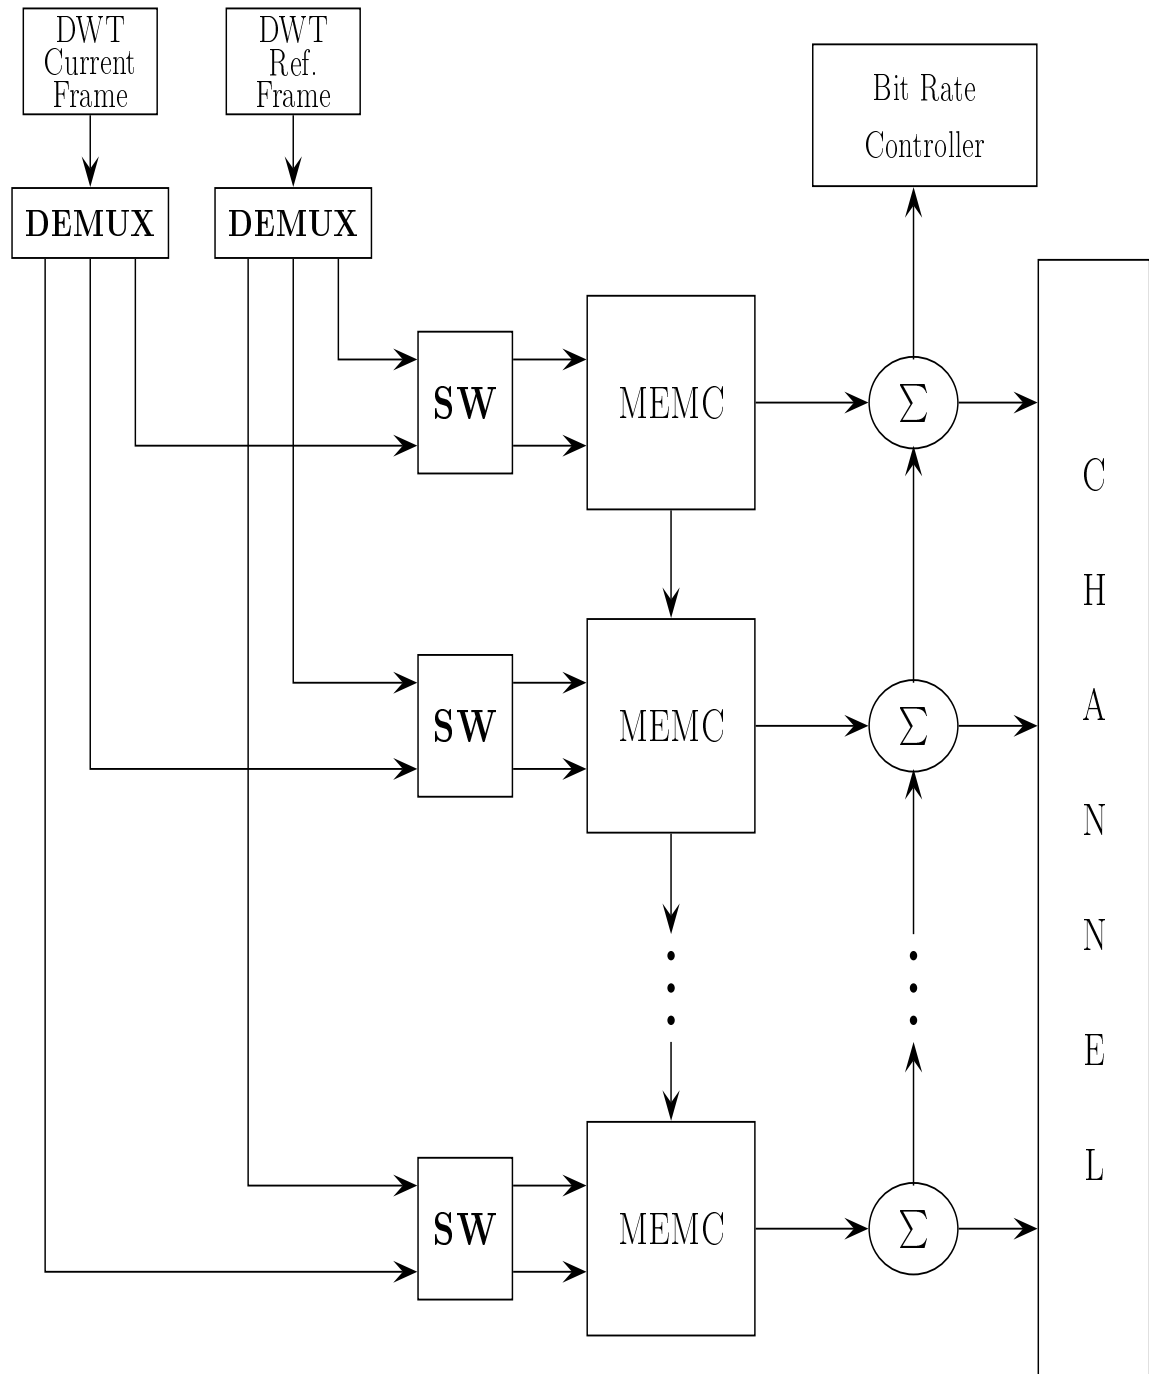 DWT
Current
Frame
DWT
Ref.
Frame
Bit Rate
Controller
DEMUX
DEMUX
SW
MEMC
Σ
SW
MEMC
Σ
SW
MEMC
Σ
C
H
A
N
N
E
L